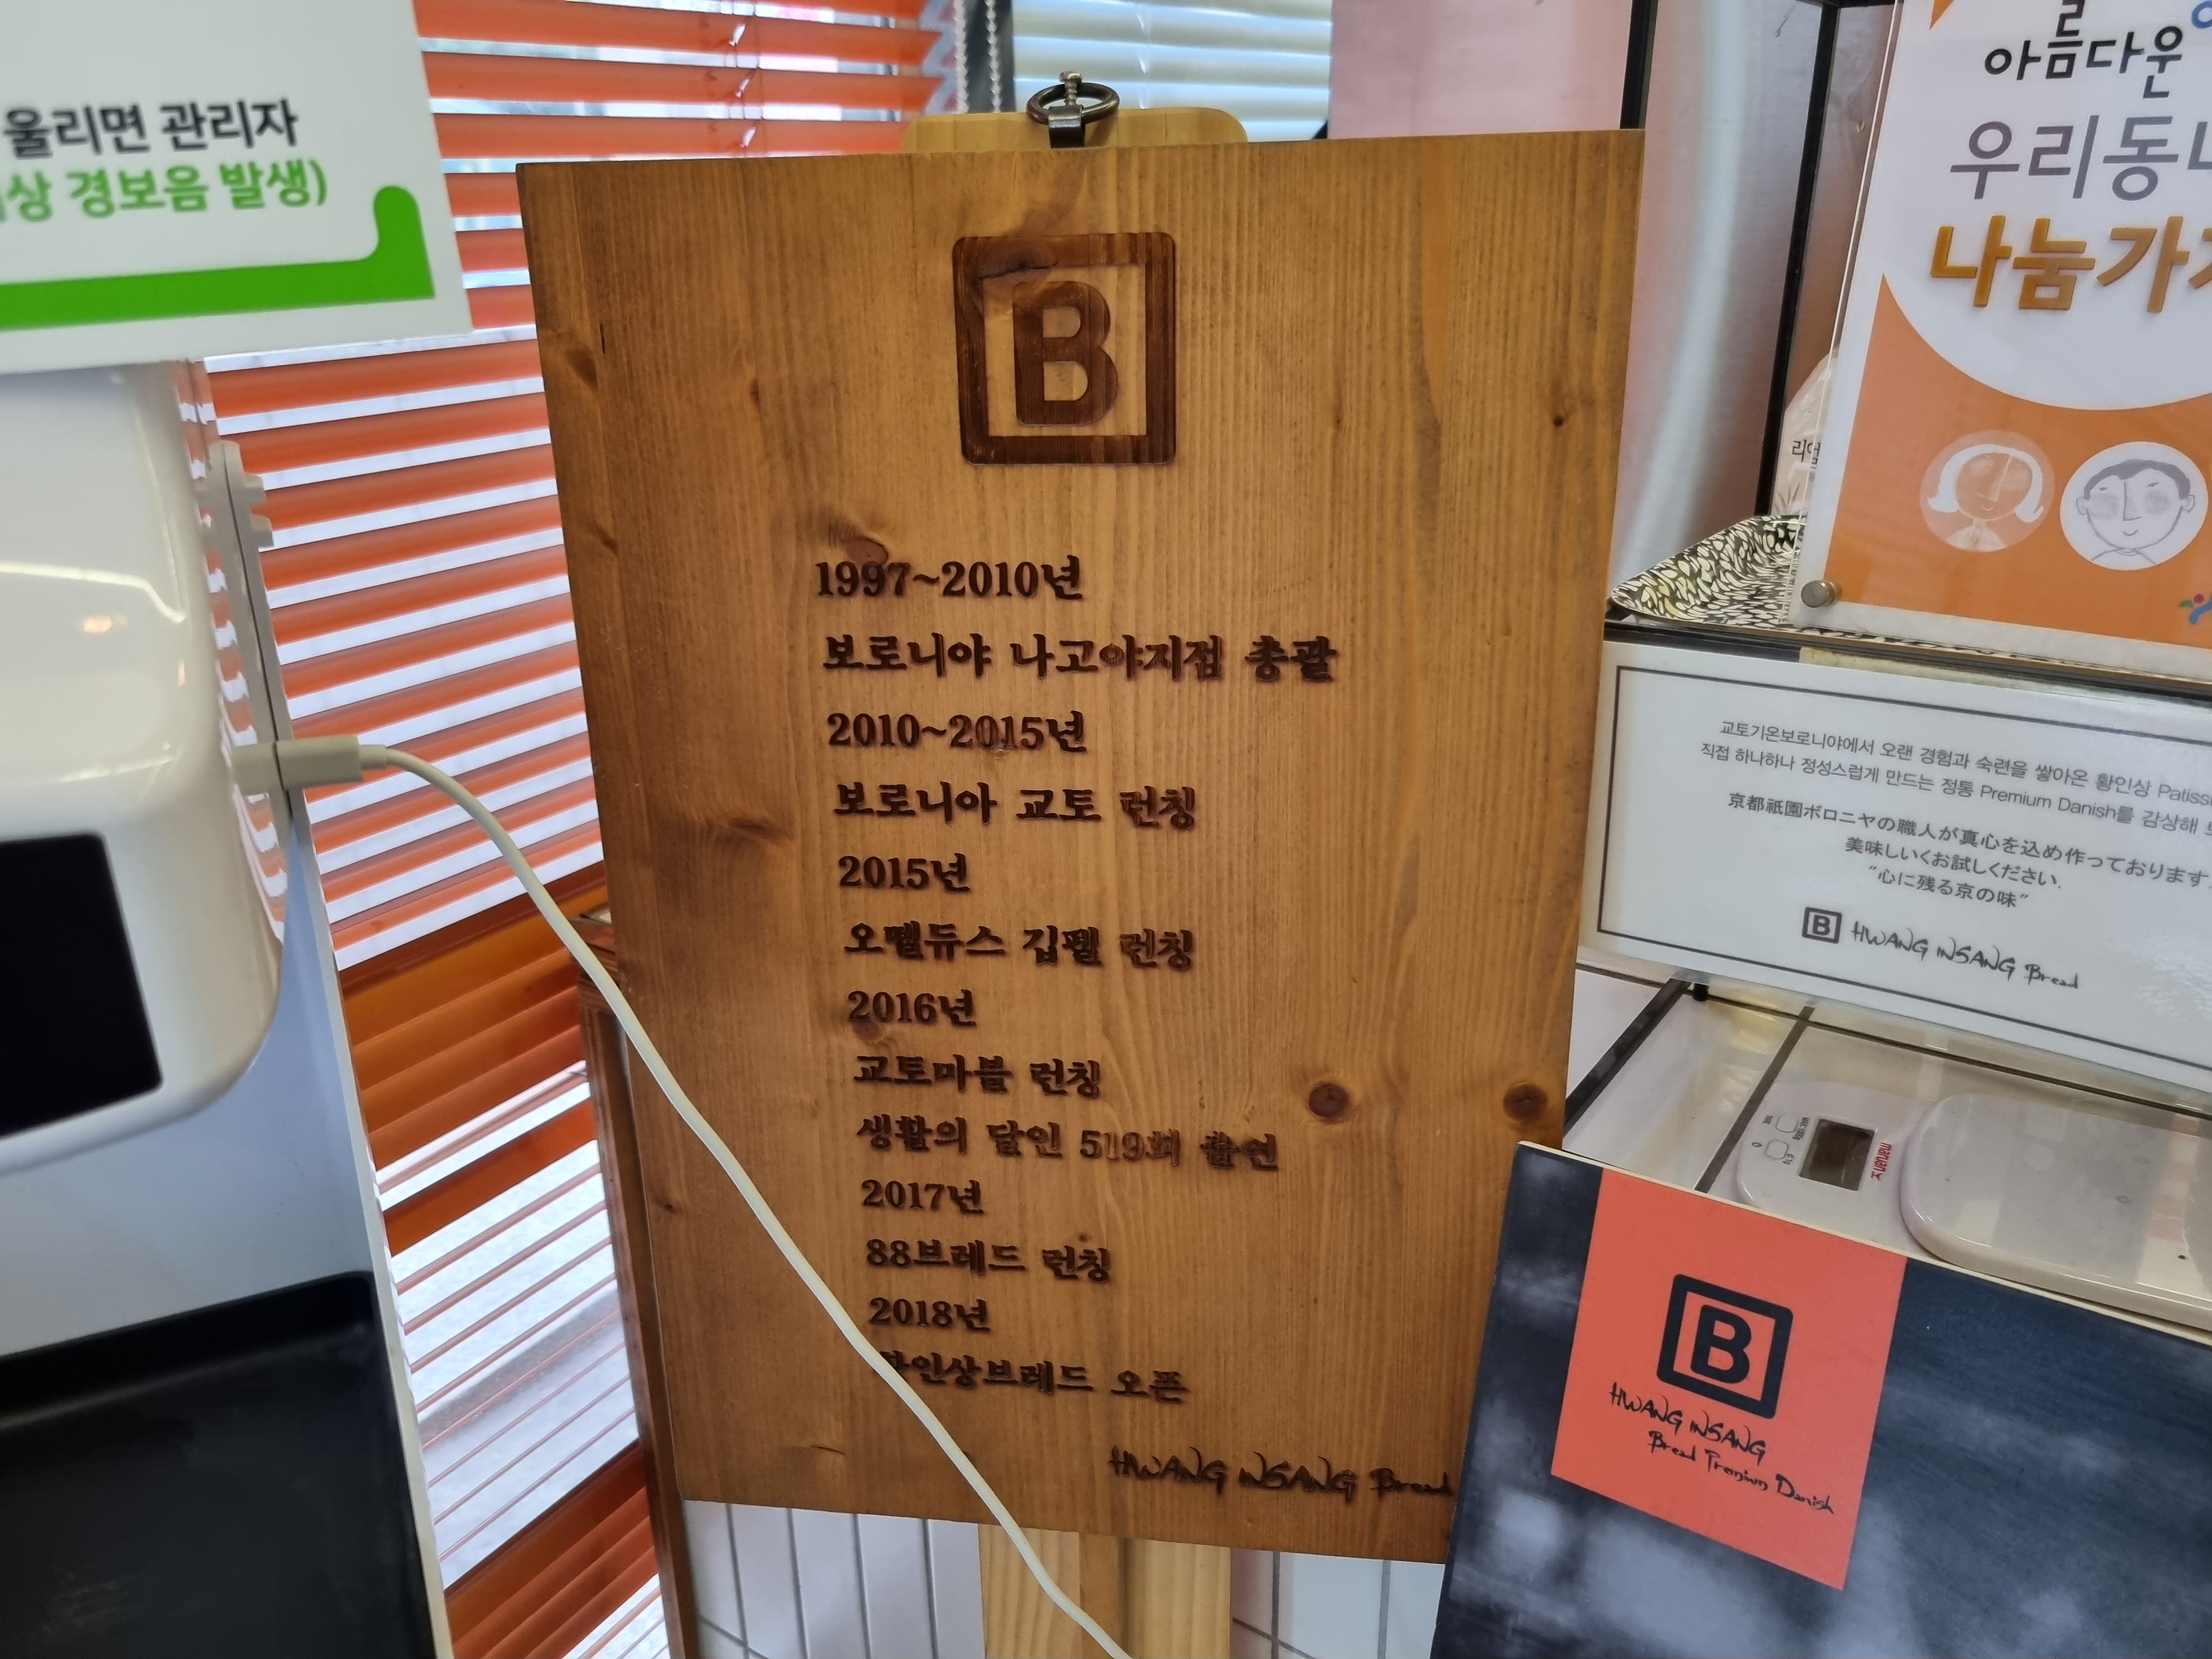 울리면 관리자
상 경보음 발생)
B
1997~2010년
보로니야 나고야지점 총괄
2010~2015년
보로니아 교토 런칭
2015년
오뗄듀스 깁펠 런칭
2016년
교토마블 런칭
생활의 달인 519회 출연
2017년
88브레드 런칭
2018년
황인상브레드 오픈
HWANG INSANG Bread
아름다운
우리동네
나눔가게
교토기온보로니야에서 오랜 경험과 숙련을 쌓아온 황인상
직접 하나하나 정성스럽게 만드는 정통 Premium Danish를 감상해
京都祇園ボロニヤの職人が真心を込め作っております
美味しいくお試しください.
"心に残る京の味"
B HWANG INSANG Bread
B
HWANG INSANG
Bread Premium Danish